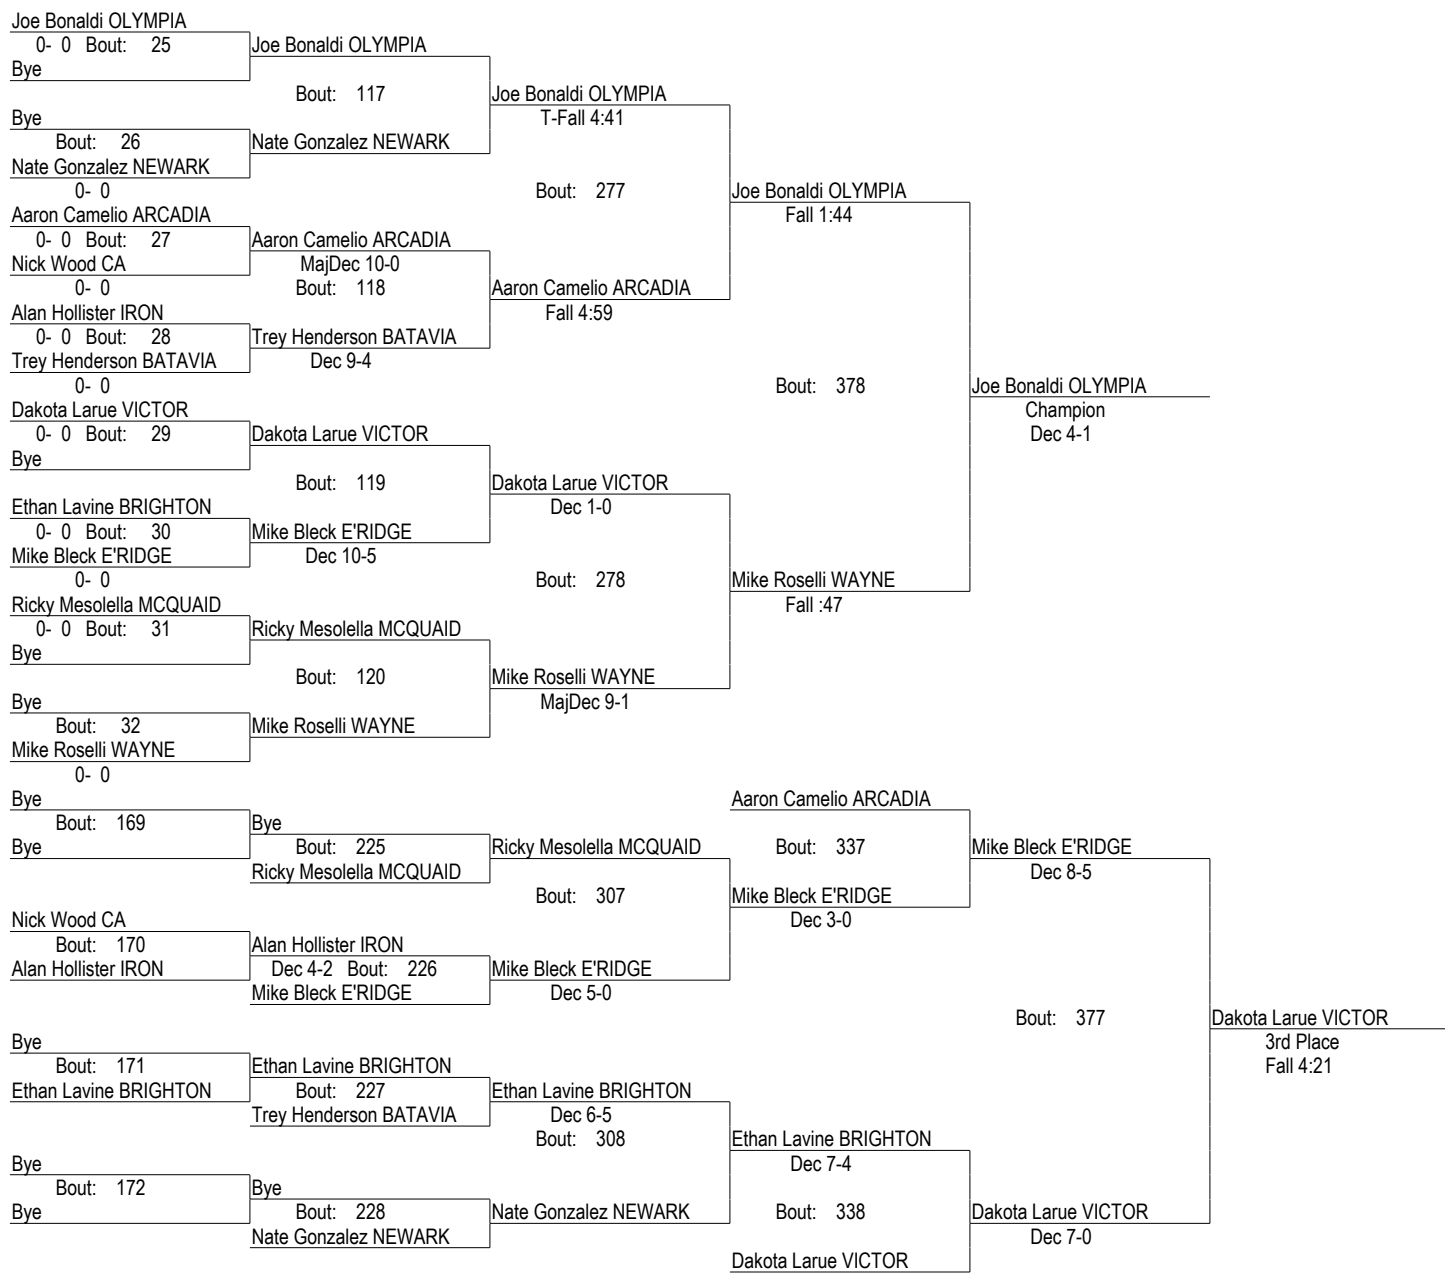 Joe Bonaldi OLYMPIA
0- 0 Bout: 25 Joe Bonaldi OLYMPIA
Bye
Bout: 117 Joe Bonaldi OLYMPIA
Bye T-Fall 4:41
Bout: 26 Nate Gonzalez NEWARK
Nate Gonzalez NEWARK
0- 0 Bout: 277 Joe Bonaldi OLYMPIA
Aaron Camelio ARCADIA Fall 1:44
0- 0 Bout: 27 Aaron Camelio ARCADIA
Nick Wood CA MajDec 10-0
0- 0 Bout: 118 Aaron Camelio ARCADIA
Alan Hollister IRON Fall 4:59
0- 0 Bout: 28 Trey Henderson BATAVIA
Trey Henderson BATAVIA Dec 9-4
0- 0 Bout: 378 Joe Bonaldi OLYMPIA
Dakota Larue VICTOR Champion
0- 0 Bout: 29 Dakota Larue VICTOR Dec 4-1
Bye
Bout: 119 Dakota Larue VICTOR
Ethan Lavine BRIGHTON Dec 1-0
0- 0 Bout: 30 Mike Bleck E'RIDGE
Mike Bleck E'RIDGE Dec 10-5
0- 0 Bout: 278 Mike Roselli WAYNE
Ricky Mesolella MCQUAID Fall :47
0- 0 Bout: 31 Ricky Mesolella MCQUAID
Bye
Bout: 120 Mike Roselli WAYNE
Bye MajDec 9-1
Bout: 32 Mike Roselli WAYNE
Mike Roselli WAYNE
0- 0
Bye Aaron Camelio ARCADIA
Bout: 169 Bye
Bye Bout: 225 Ricky Mesolella MCQUAID Bout: 337 Mike Bleck E'RIDGE
Ricky Mesolella MCQUAID Dec 8-5
Bout: 307 Mike Bleck E'RIDGE
Nick Wood CA Dec 3-0
Bout: 170 Alan Hollister IRON
Alan Hollister IRON Dec 4-2 Bout: 226 Mike Bleck E'RIDGE
Mike Bleck E'RIDGE Dec 5-0
Bout: 377 Dakota Larue VICTOR
Bye 3rd Place
Bout: 171 Ethan Lavine BRIGHTON Fall 4:21
Ethan Lavine BRIGHTON Bout: 227 Ethan Lavine BRIGHTON
Trey Henderson BATAVIA Dec 6-5
Bout: 308 Ethan Lavine BRIGHTON
Bye Dec 7-4
Bout: 172 Bye
Bye Bout: 228 Nate Gonzalez NEWARK Bout: 338 Dakota Larue VICTOR
Nate Gonzalez NEWARK Dec 7-0
Dakota Larue VICTOR